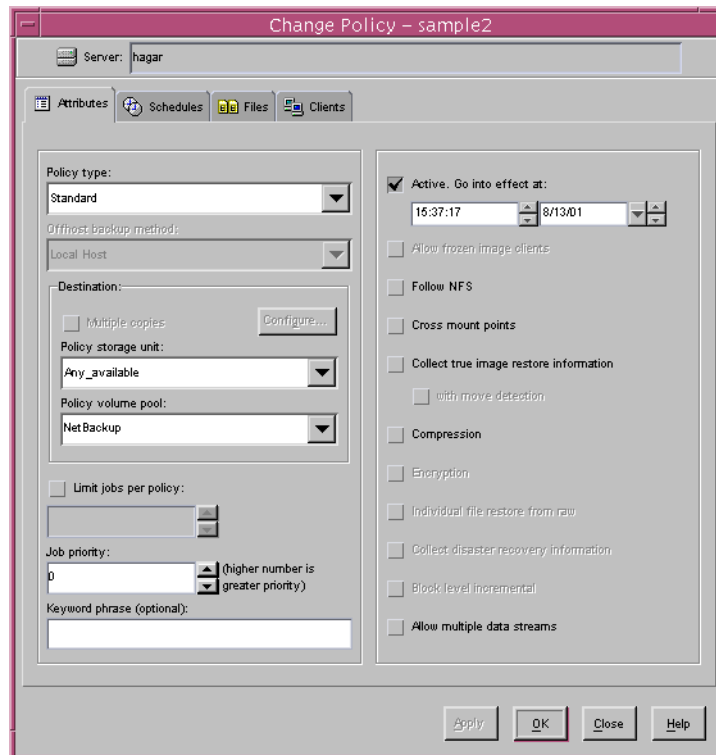 Change Policy – sample2
Server: hagar
Attributes Schedules Files Clients
Policy type:
Standard
Offhost backup method:
Local Host
Destination:
Multiple copies Configure...
Policy storage unit:
Any_available
Policy volume pool:
NetBackup
Limit jobs per policy:
Job priority:
0
(higher number is
greater priority)
Keyword phrase (optional):
Active. Go into effect at:
15:37:17 8/13/01
Allow frozen image clients
Follow NFS
Cross mount points
Collect true image restore information
with move detection
Compression
Encryption
Individual file restore from raw
Collect disaster recovery information
Block level incremental
Allow multiple data streams
Apply OK Close Help